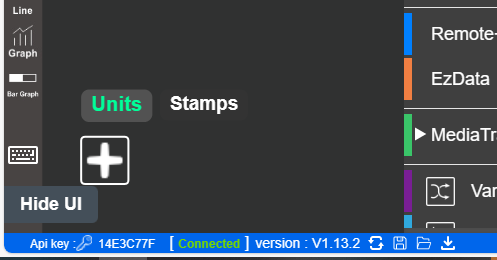 Line
Graph
Bar Graph
Units
Stamps
Hide UI
Remote-
EzData
MediaTr
Var
Api key : 14E3C77F [ Connected ] version : V1.13.2